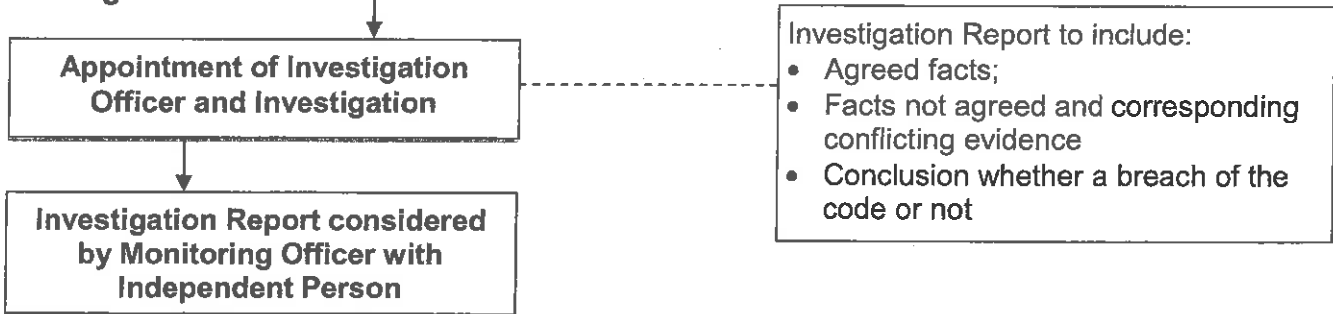 Appointment of Investigation
Officer and Investigation
Investigation Report considered
by Monitoring Officer with
Independent Person
Investigation Report to include:
• Agreed facts;
• Facts not agreed and corresponding
conflicting evidence
• Conclusion whether a breach of the
code or not